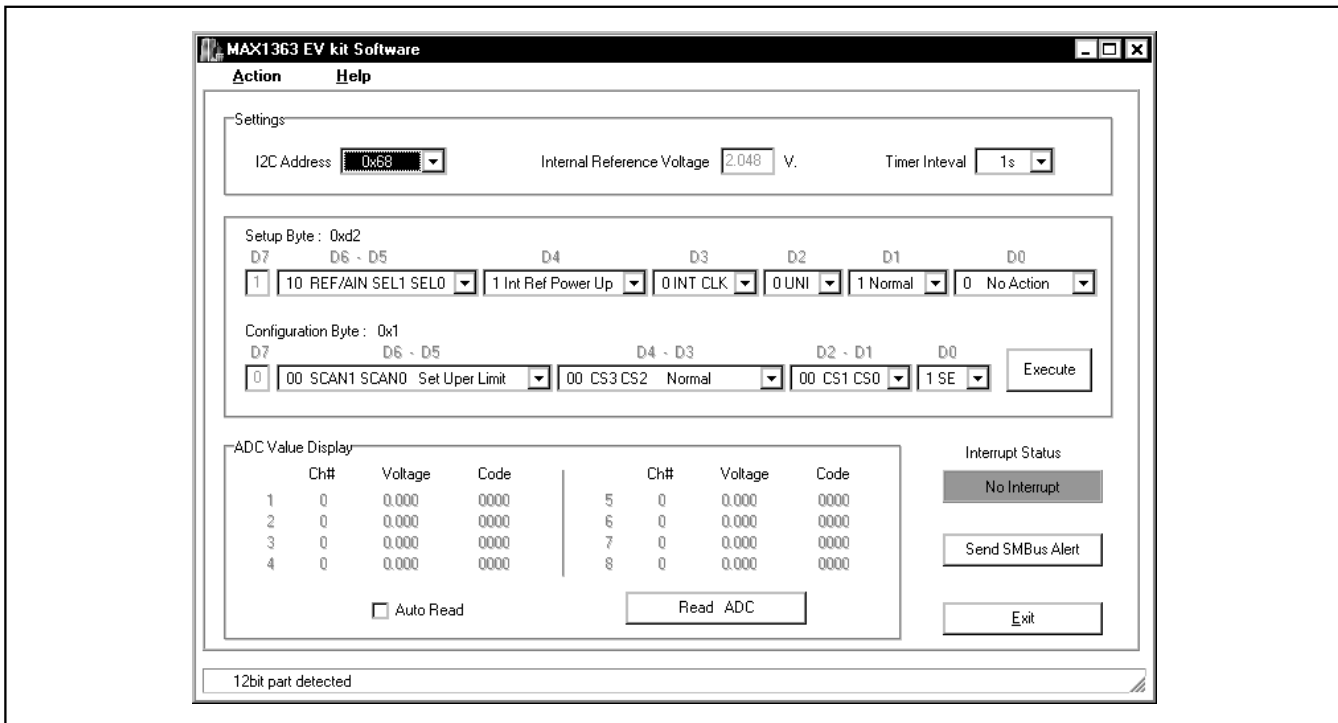 MAX1363 EV kit Software
Action Help
Settings
I2C Address 0x68 Internal Reference Voltage 2.048 V. Timer Inteval 1s
Setup Byte : 0xd2
D7 D6 - D5 D4 D3 D2 D1 D0
1 10 REF/AIN SEL1 SEL0 1 Int Ref Power Up 0 INT CLK 0 UNI 1 Normal 0 No Action
Configuration Byte : 0x1
D7 D6 - D5 D4 - D3 D2 - D1 D0
0 00 SCAN1 SCAN0 Set Uper Limit 00 CS3 CS2 Normal 00 CS1 CS0 1 SE Execute
ADC Value Display
Ch# Voltage Code Ch# Voltage Code
1 0 0.000 0000 5 0 0.000 0000
2 0 0.000 0000 6 0 0.000 0000
3 0 0.000 0000 7 0 0.000 0000
4 0 0.000 0000 8 0 0.000 0000
Auto Read Read ADC
Interrupt Status
No Interrupt
Send SMBus Alert
Exit
12bit part detected